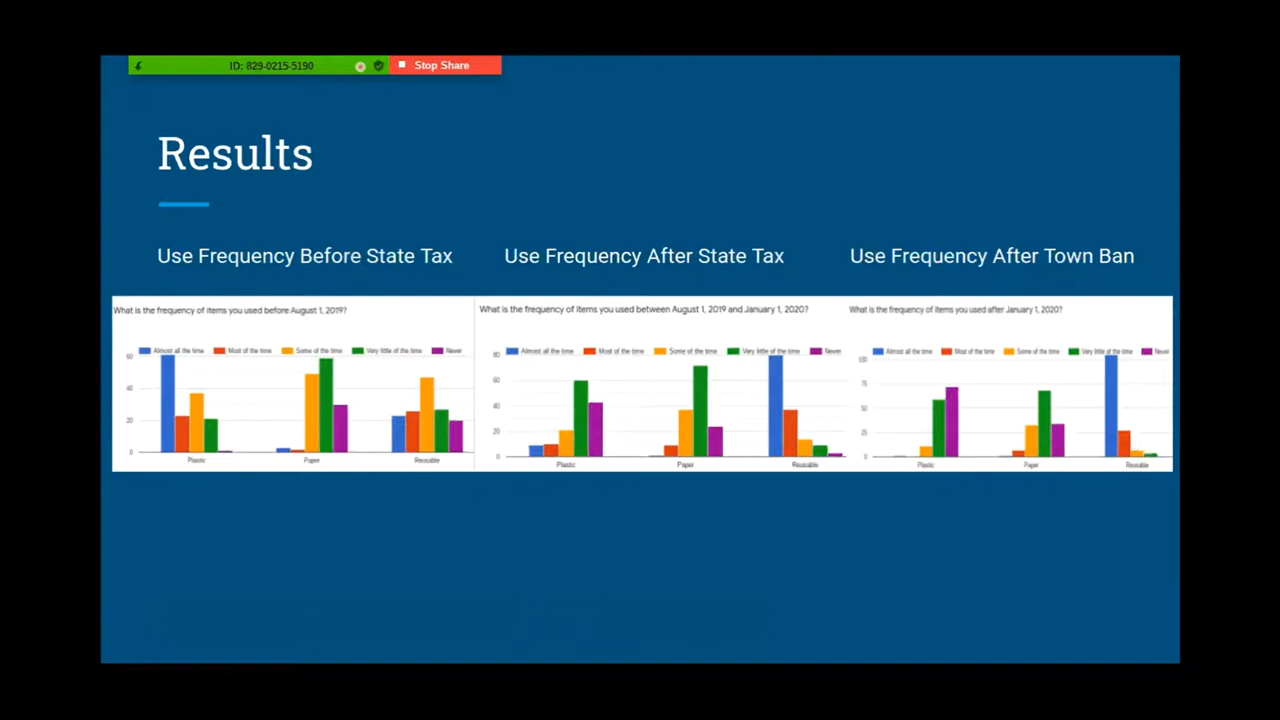 ID: 829-0215-5190 Stop Share
Results
Use Frequency Before State Tax
Use Frequency After State Tax
Use Frequency After Town Ban
What is the frequency of items you used before August 1, 2019?
Almost all the time Most of the time Some of the time Very little of the time Never
60
40
20
0
Plastic Paper Reusable
What is the frequency of items you used between August 1, 2019 and January 1, 2020?
Almost all the time Most of the time Some of the time Very little of the time Never
80
60
40
20
0
Plastic Paper Reusable
What is the frequency of items you used after January 1, 2020?
Almost all the time Most of the time Some of the time Very little of the time Never
100
75
50
25
0
Plastic Paper Reusable